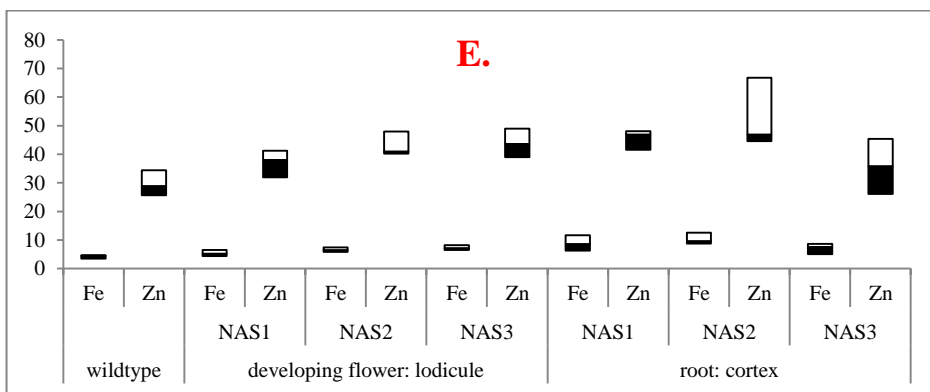 E.
80
70
60
50
40
30
20
10
0
Fe Zn Fe Zn Fe Zn Fe Zn Fe Zn Fe Zn Fe Zn
NAS1 NAS2 NAS3 NAS1 NAS2 NAS3
wildtype developing flower: lodicule root: cortex